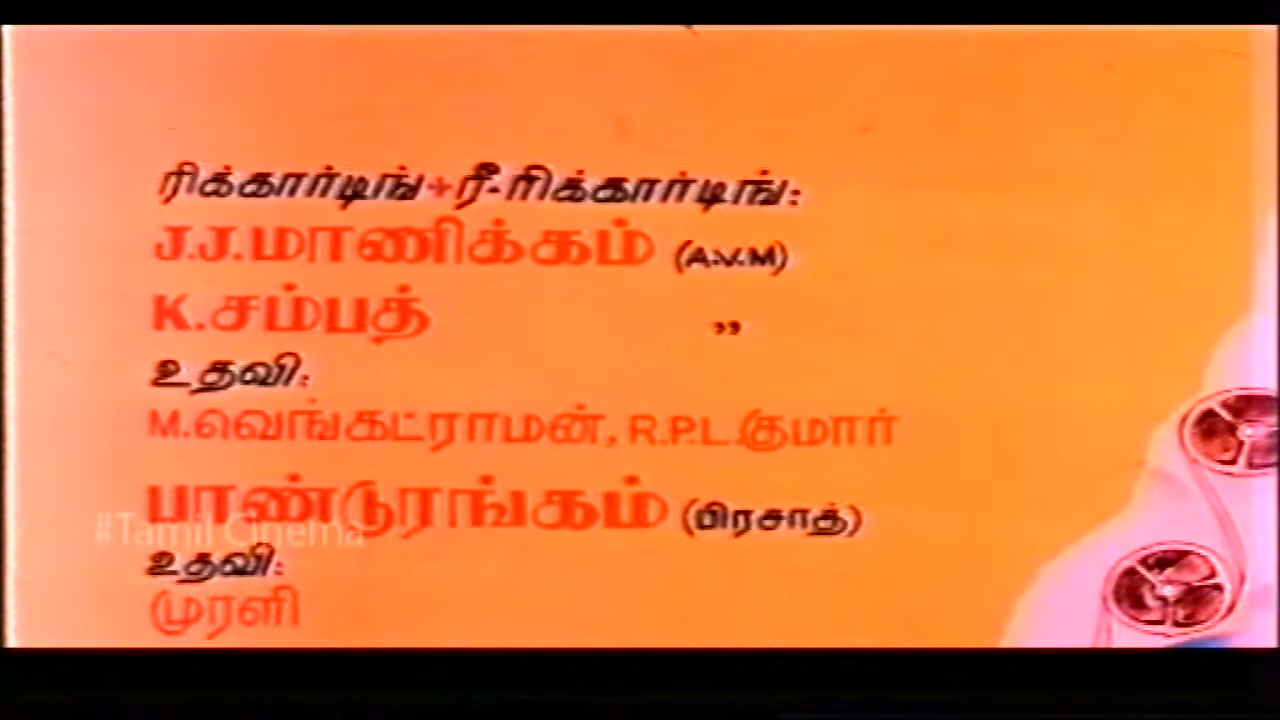 ரிக்கார்டிங்+ரீ-ரிக்கார்டிங்:
J.J.மாணிக்கம் (A.V.M)
K.சம்பத் ”
உதவி:
M.வெங்கட்ராமன், R.P.L.குமார்
பாண்டுரங்கம் (பிரசாத்)
#Tamil Cinema
உதவி:
முரளி